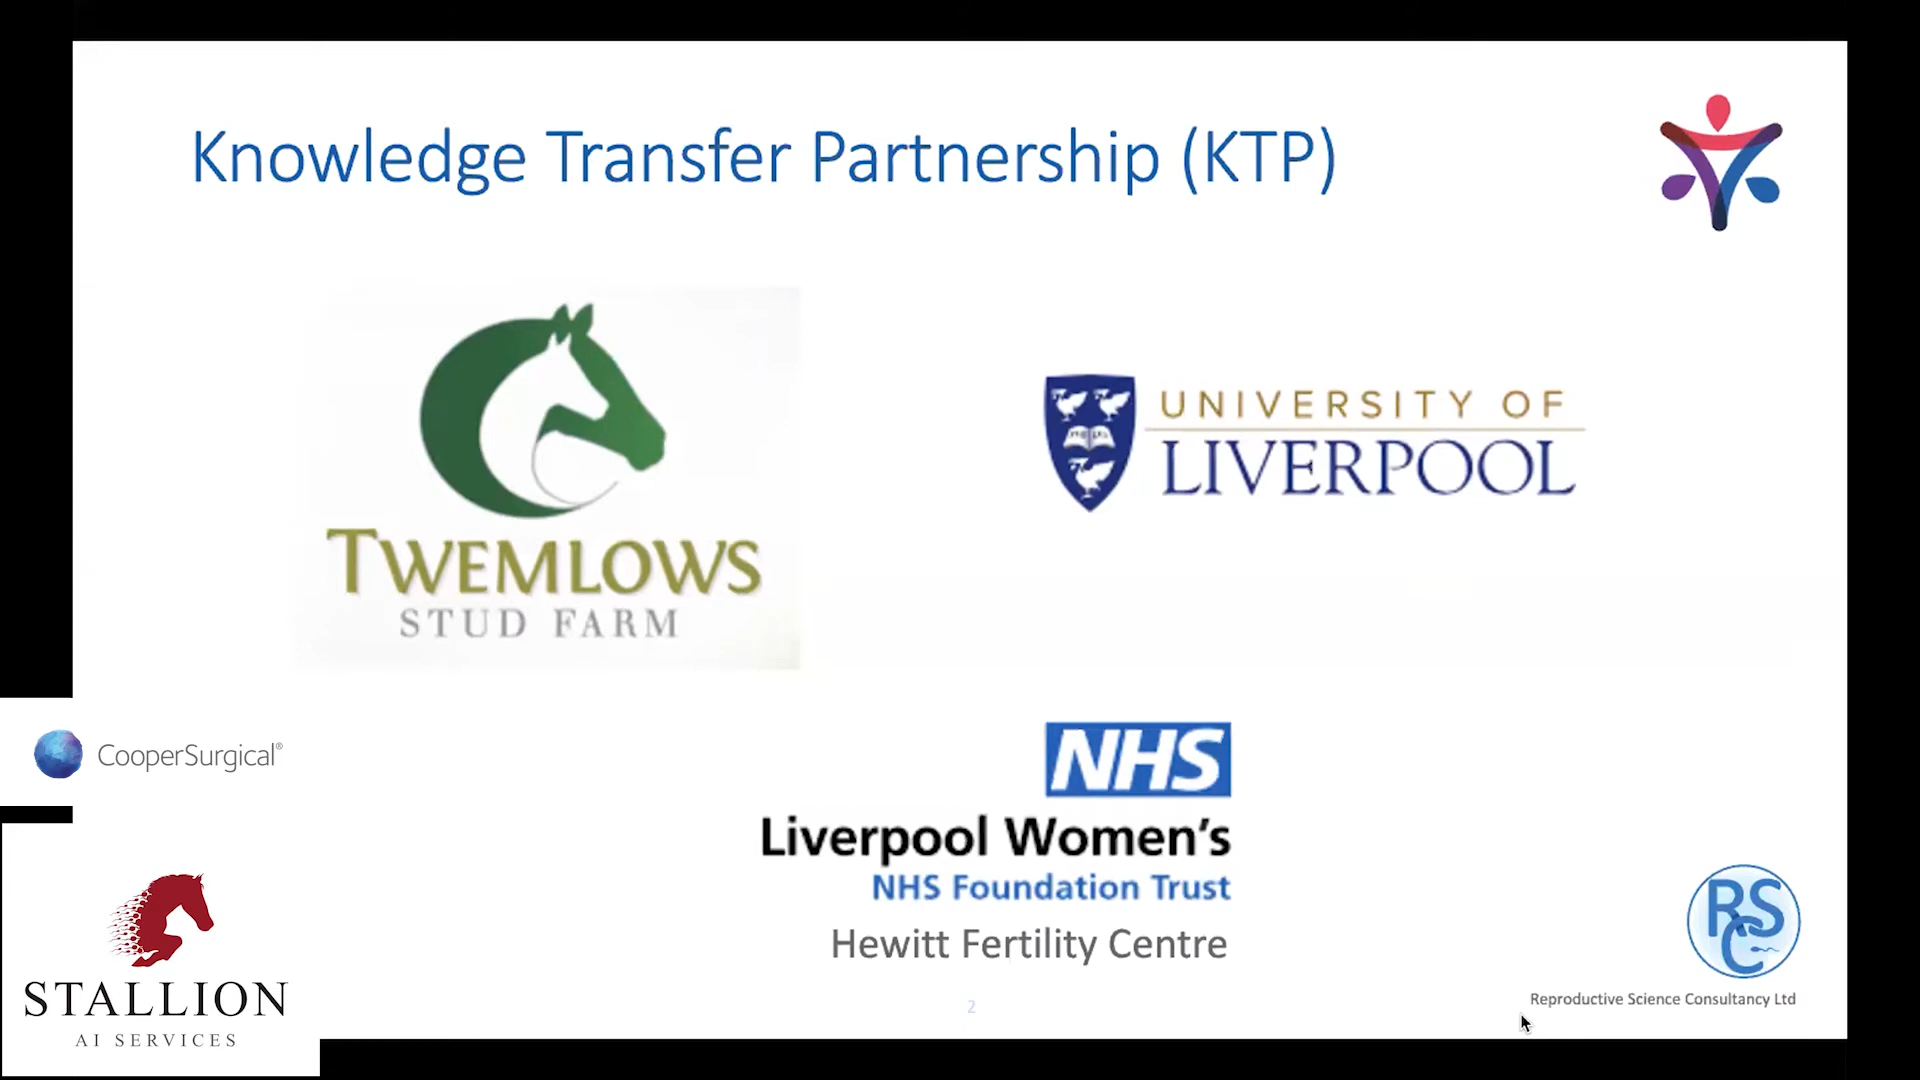 Knowledge Transfer Partnership (KTP)
TWEMLOWS
STUD FARM
UNIVERSITY OF
LIVERPOOL
CooperSurgical®
NHS
Liverpool Women's
NHS Foundation Trust
Hewitt Fertility Centre
STALLION
AI SERVICES
2
RSC
Reproductive Science Consultancy Ltd